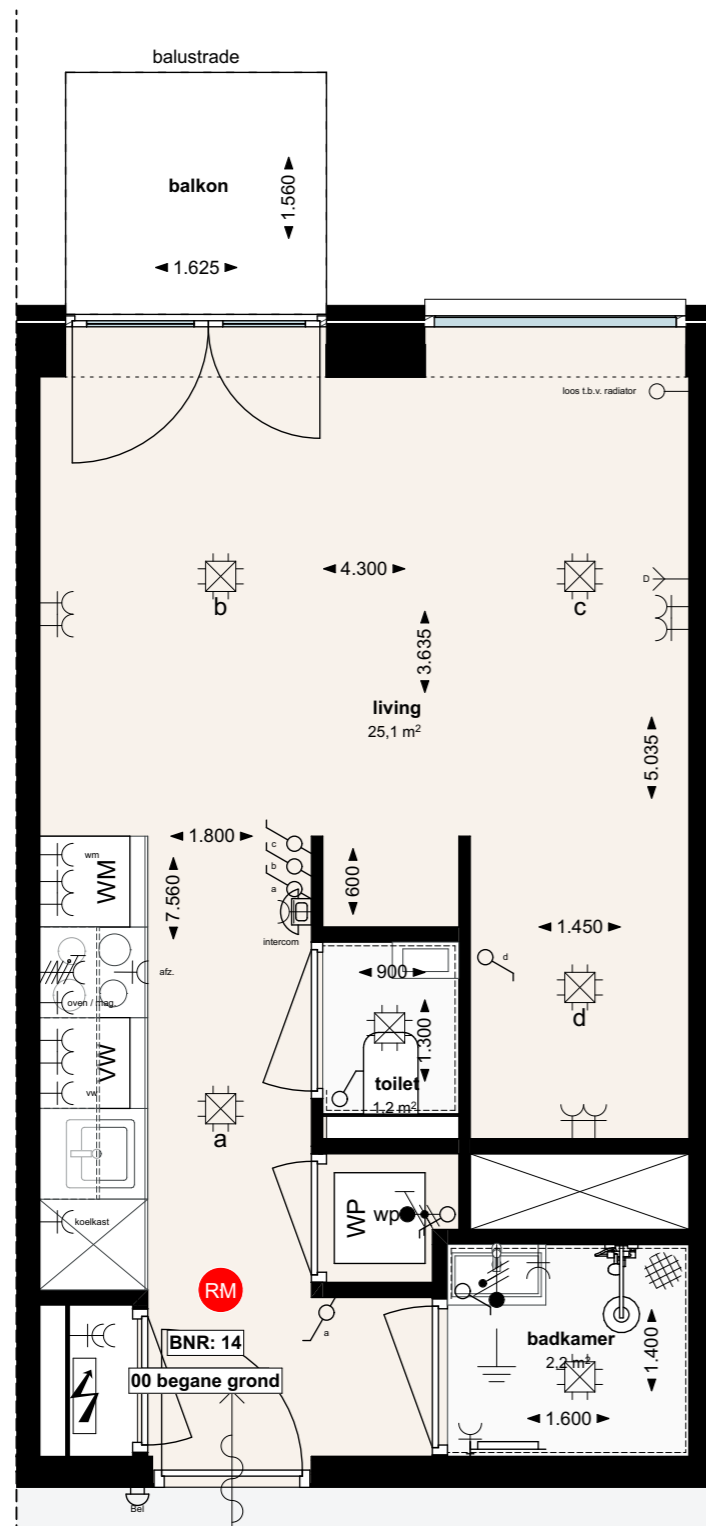 balustrade
balkon
1.560
1.625
loos t.b.v. radiator
4.300
b
c
D
3.635
living
25,1 m²
5.035
1.800
c
b
a
7.560
600
wm
WM
intercom
1.450
d
900
afz.
oven / mag.
d
1.300
VW
vw
toilet
1,2 m²
a
WP
wp
koelkast
RM
a
BNR: 14
badkamer
2,2 m²
1.400
00 begane grond
1.600
Bel